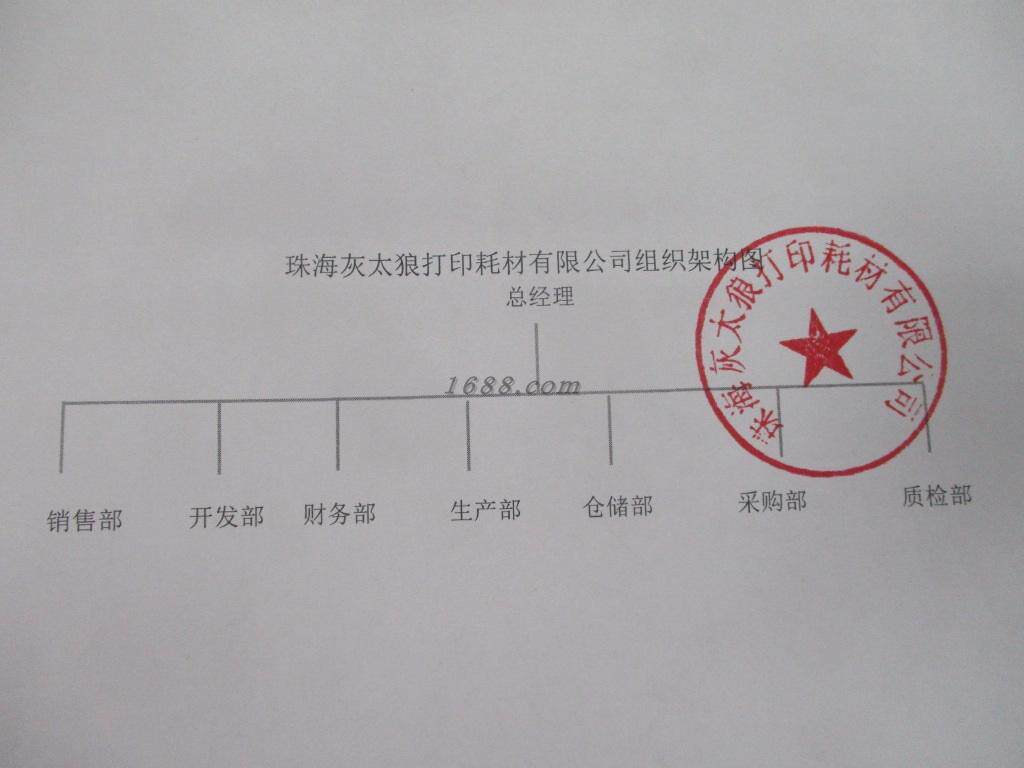 珠海灰太狼打印耗材有限公司组织架构图
总经理
1688.com
销售部 开发部 财务部 生产部 仓储部 采购部 质检部
珠海灰太狼打印耗材有限公司